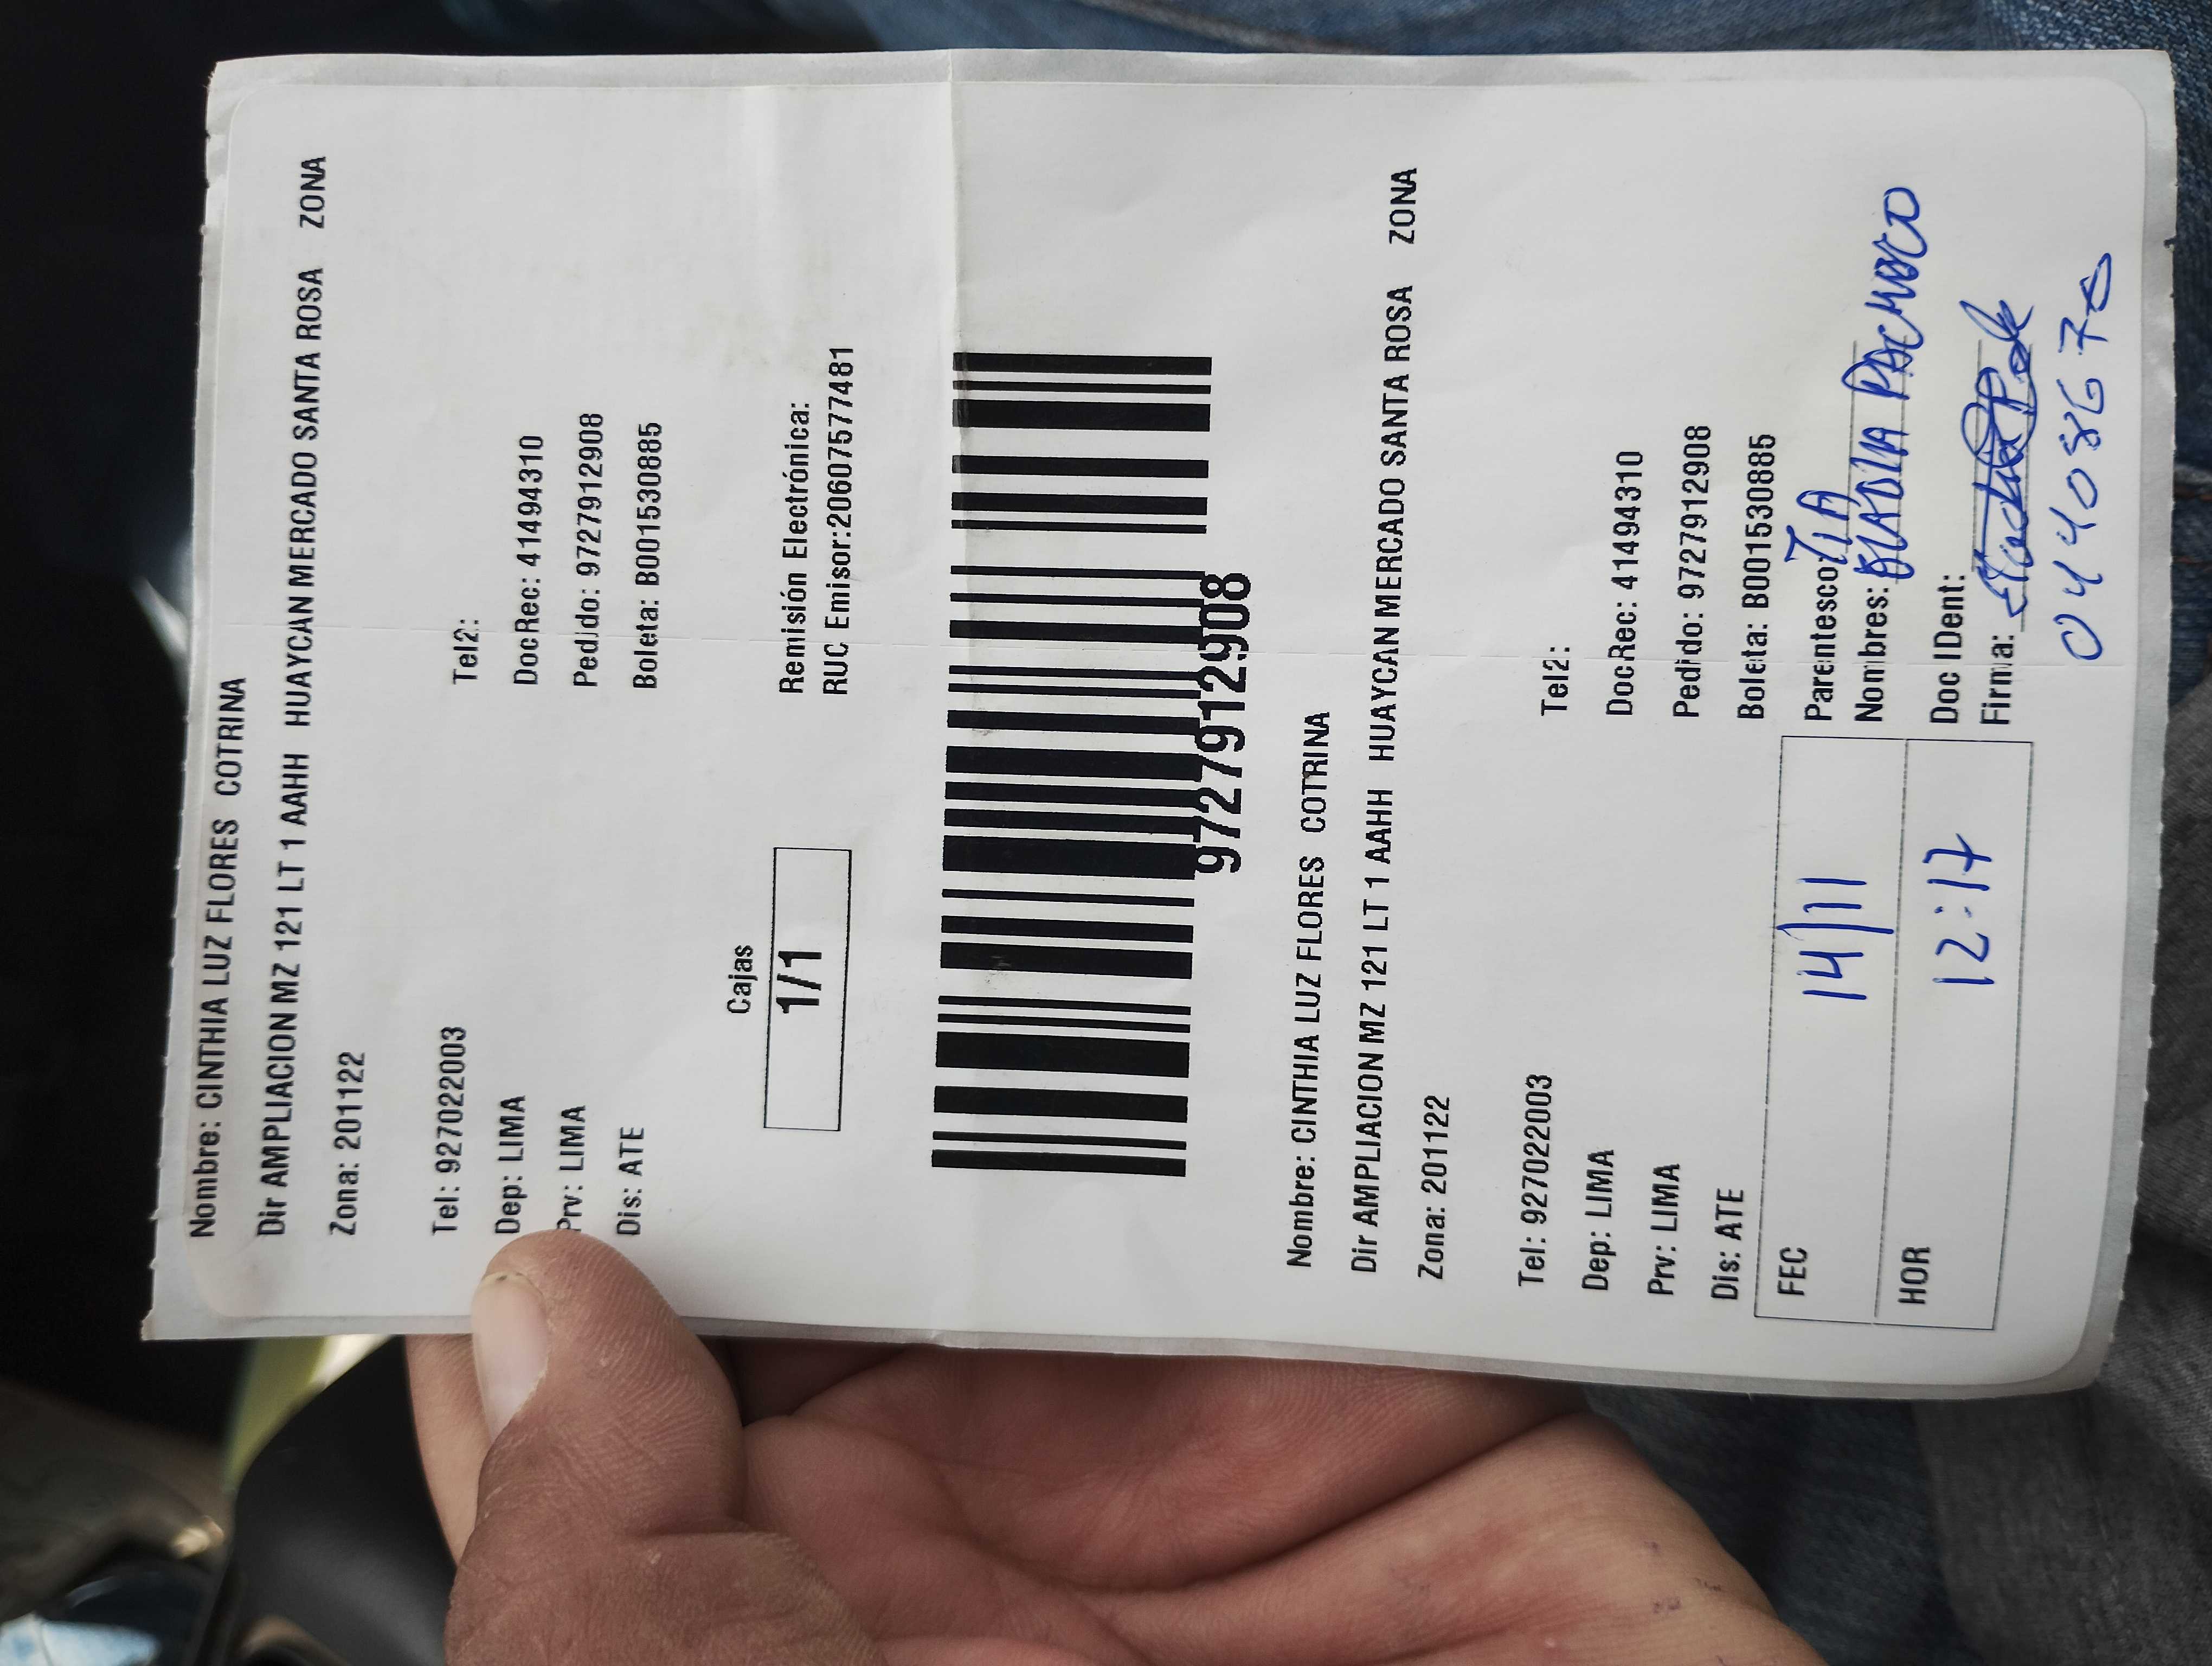 Nombre: CINTHIA LUZ FLORES COTRINA
Dir AMPLIACION MZ 121 LT 1 AAHH HUAYCAN MERCADO SANTA ROSA ZONA
Zona: 201122
Tel: 927022003 Tel2:
Dep: LIMA DocRec: 41494310
Prv: LIMA Pedido: 972791 2908
Dis: ATE Boleta: B001530885
Cajas
1/1
Remisión Electrónica:
RUC Emisor:20607577481
9727912908
Nombre: CINTHIA LUZ FLORES COTRINA
Dir AMPLIACION MZ 121 LT 1 AAHH HUAYCAN MERCADO SANTA ROSA ZONA
Zona: 201122
Tel: 927022003 Tel2:
Dep: LIMA DocRec: 41494310
Prv: LIMA Pedido: 9727912908
Dis: ATE Boleta: B001530885
FEC 14/11 Parentesco TIA
Nombres: ELADIA PACHECO
HOR 12:17 Doc IDent:
Firma: